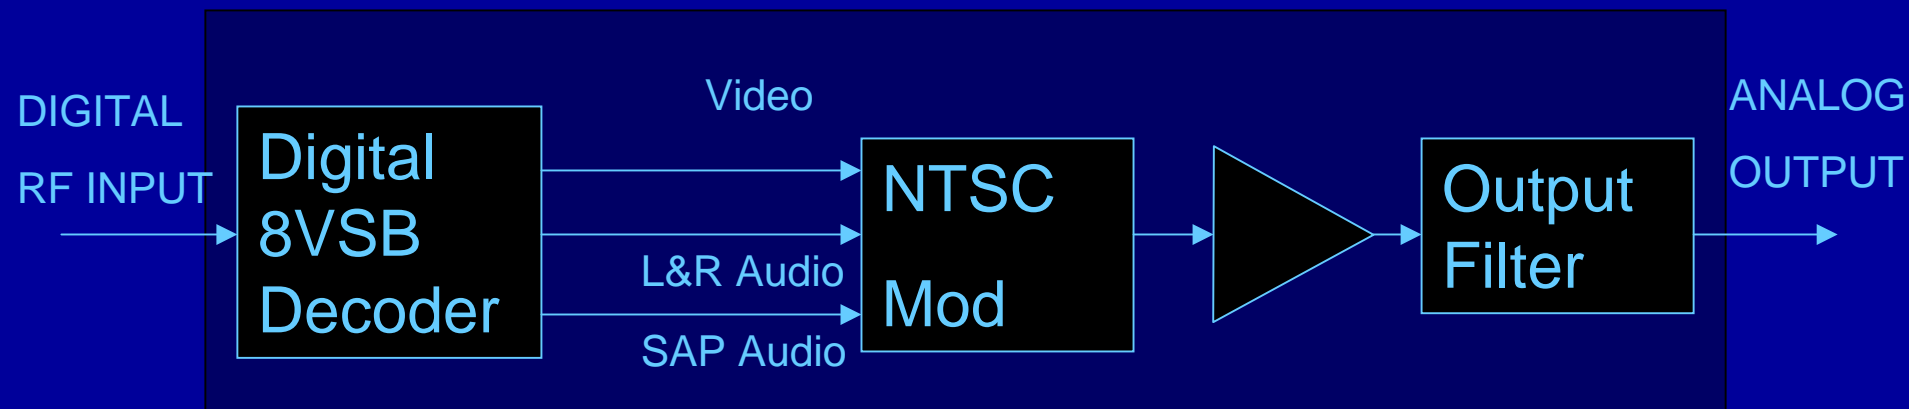 DIGITAL
RF INPUT
Digital
8VSB
Decoder
Video
L&R Audio
SAP Audio
NTSC
Mod
Output
Filter
ANALOG
OUTPUT